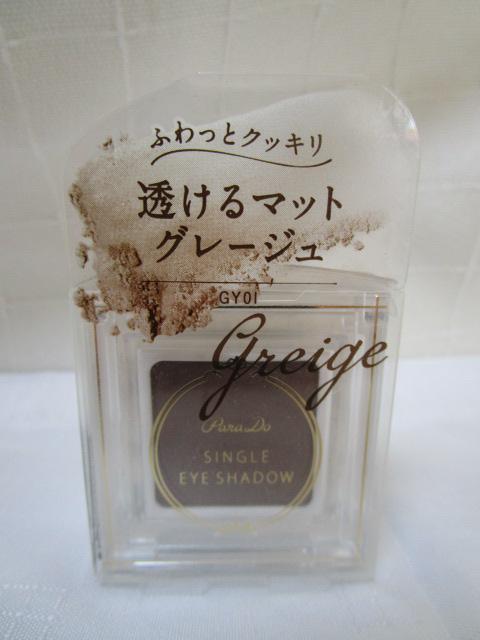 ふわっとクッキリ
透けるマット
グレージュ
GY01
Greige
ParaDo
SINGLE
EYE SHADOW